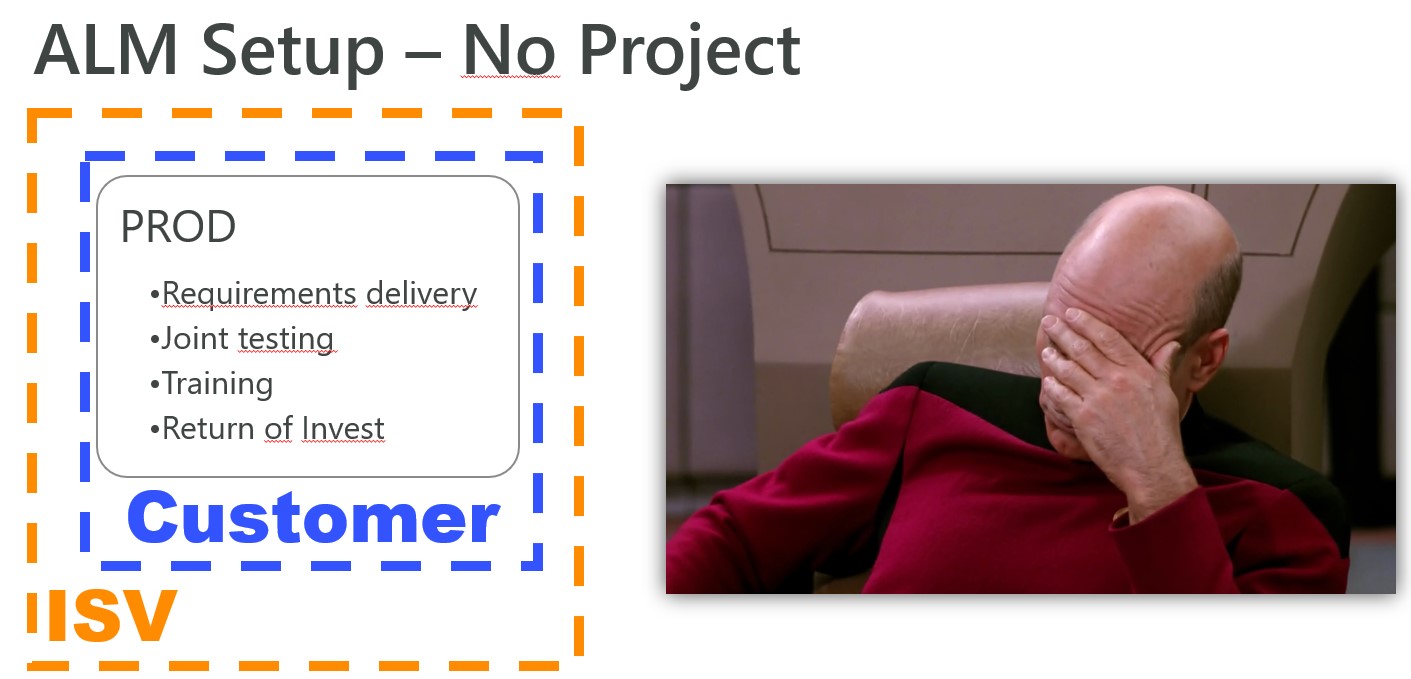 ALM Setup – No Project
PROD
•Requirements delivery
•Joint testing
•Training
•Return of Invest
Customer
ISV